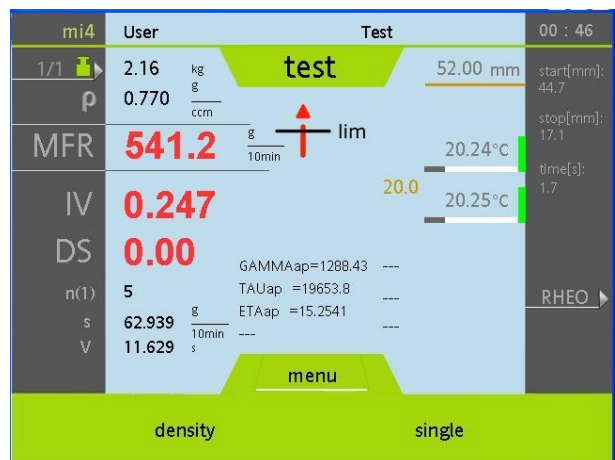 mi4 User Test 00 : 46
1/1 2.16 kg test 52.00 mm start[mm]:
44.7
ρ 0.770 g
ccm
stop[mm]:
17.1
MFR 541.2 g
10min
lim
20.24°C
time[s]:
1.7
IV 0.247 20.0 20.25°C
DS 0.00
GAMMAap=1288.43 ---
n(1) 5 TAUap =19653.8 ---
RHEO
s 62.939 g
10min
ETAap =15.2541 ---
---
V 11.629 s
menu
density single